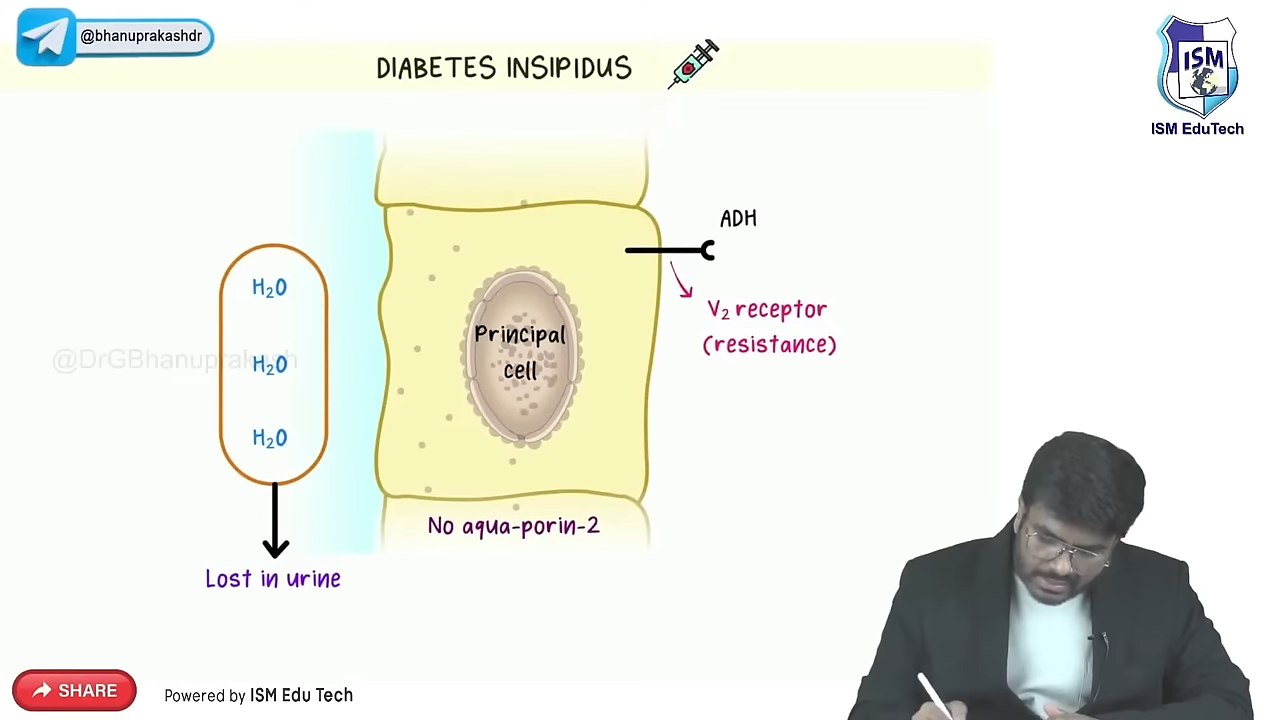 @bhanuprakashdr
DIABETES INSIPIDUS
ISM
ISM EduTech
ADH
H₂O
V₂ receptor
(resistance)
Principal
cell
@DrGBhanuprakash
H₂O
H₂O
No aqua-porin-2
Lost in urine
SHARE
Powered by ISM Edu Tech